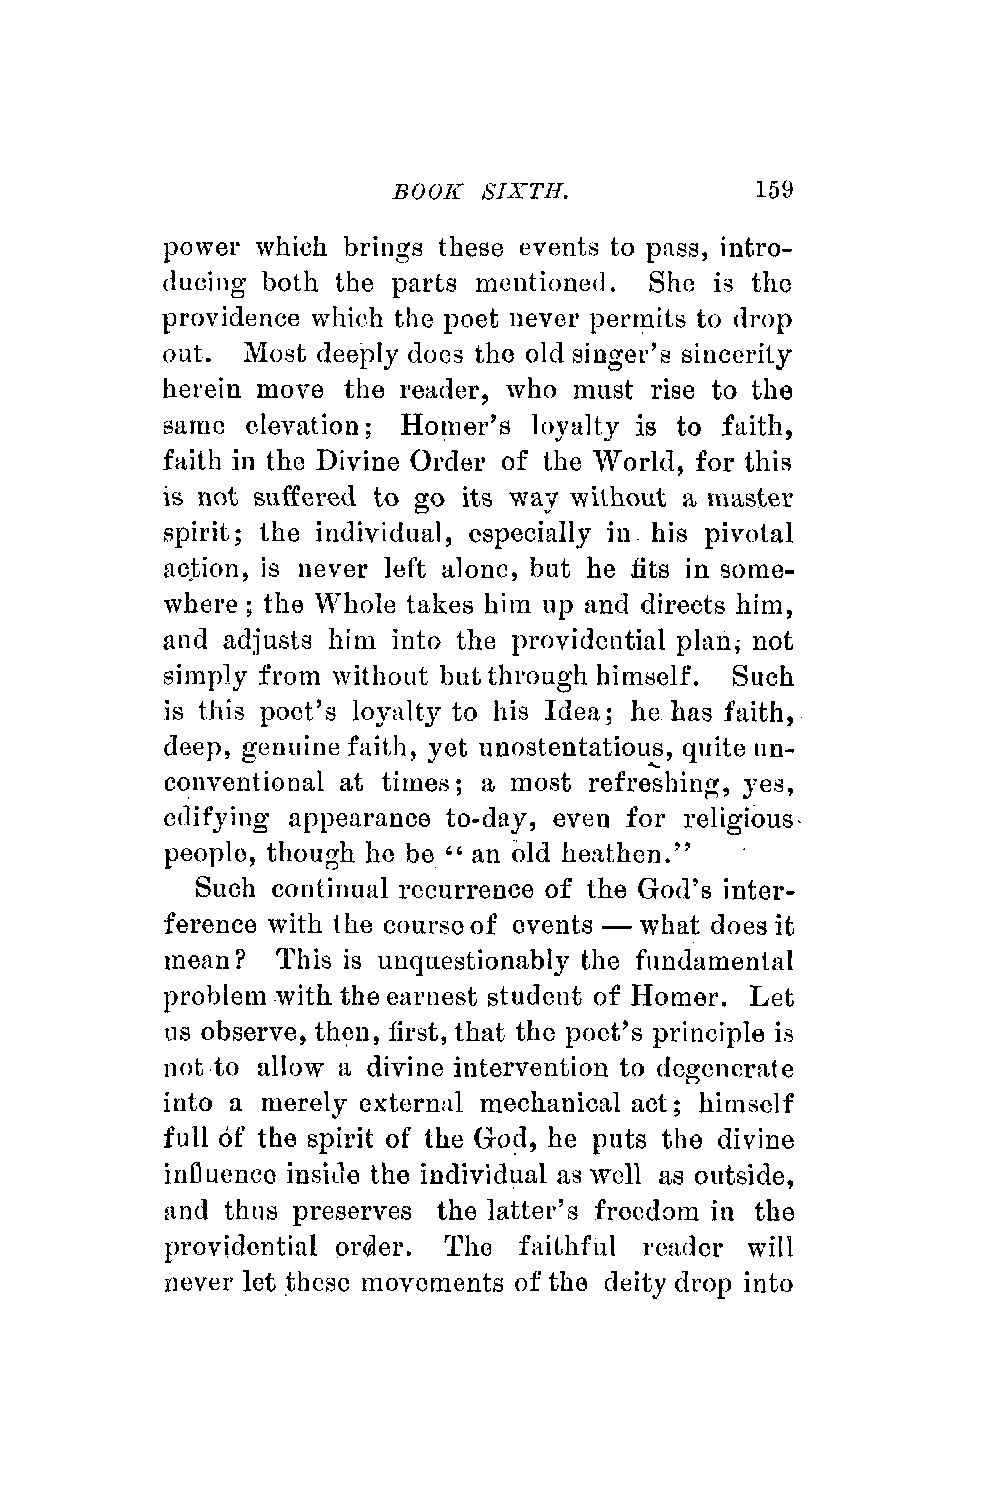 BOOK SIXTH. 159
power which brings these events to pass, intro-
ducing both the parts mentioned. She is the
providence which the poet never permits to drop
out. Most deeply does the old singer's sincerity
herein move the reader, who must rise to the
same elevation; Homer's loyalty is to faith,
faith in the Divine Order of the World, for this
is not suffered to go its way without a master
spirit; the individual, especially in his pivotal
action, is never left alone, but he fits in some-
where; the Whole takes him up and directs him,
and adjusts him into the providential plan, not
simply from without but through himself. Such
is this poet's loyalty to his Idea; he has faith,
deep, genuine faith, yet unostentatious, quite un-
conventional at times; a most refreshing, yes,
edifying appearance to-day, even for religious
people, though he be "an old heathen."
Such continual recurrence of the God's inter-
ference with the course of events — what does it
mean? This is unquestionably the fundamental
problem with the earnest student of Homer. Let
us observe, then, first, that the poet's principle is
not to allow a divine intervention to degenerate
into a merely external mechanical act; himself
full of the spirit of the God, he puts the divine
influence inside the individual as well as outside,
and thus preserves the latter's freedom in the
providential order. The faithful reader will
never let these movements of the deity drop into